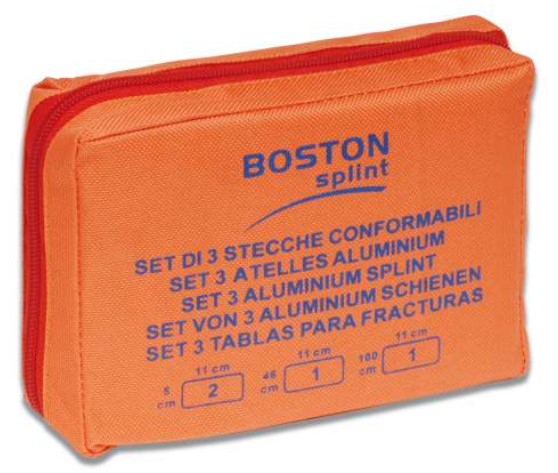 BOSTON
splint
SET DI 3 STECCHE CONFORMABILI
SET 3 ATELLES ALUMINIUM
SET 3 ALUMINIUM SPLINT
SET VON 3 ALUMINIUM SCHIENEN
SET 3 TABLAS PARA FRACTURAS
11 cm 11 cm 11 cm
5 cm 2 46 cm 1 100 cm 1